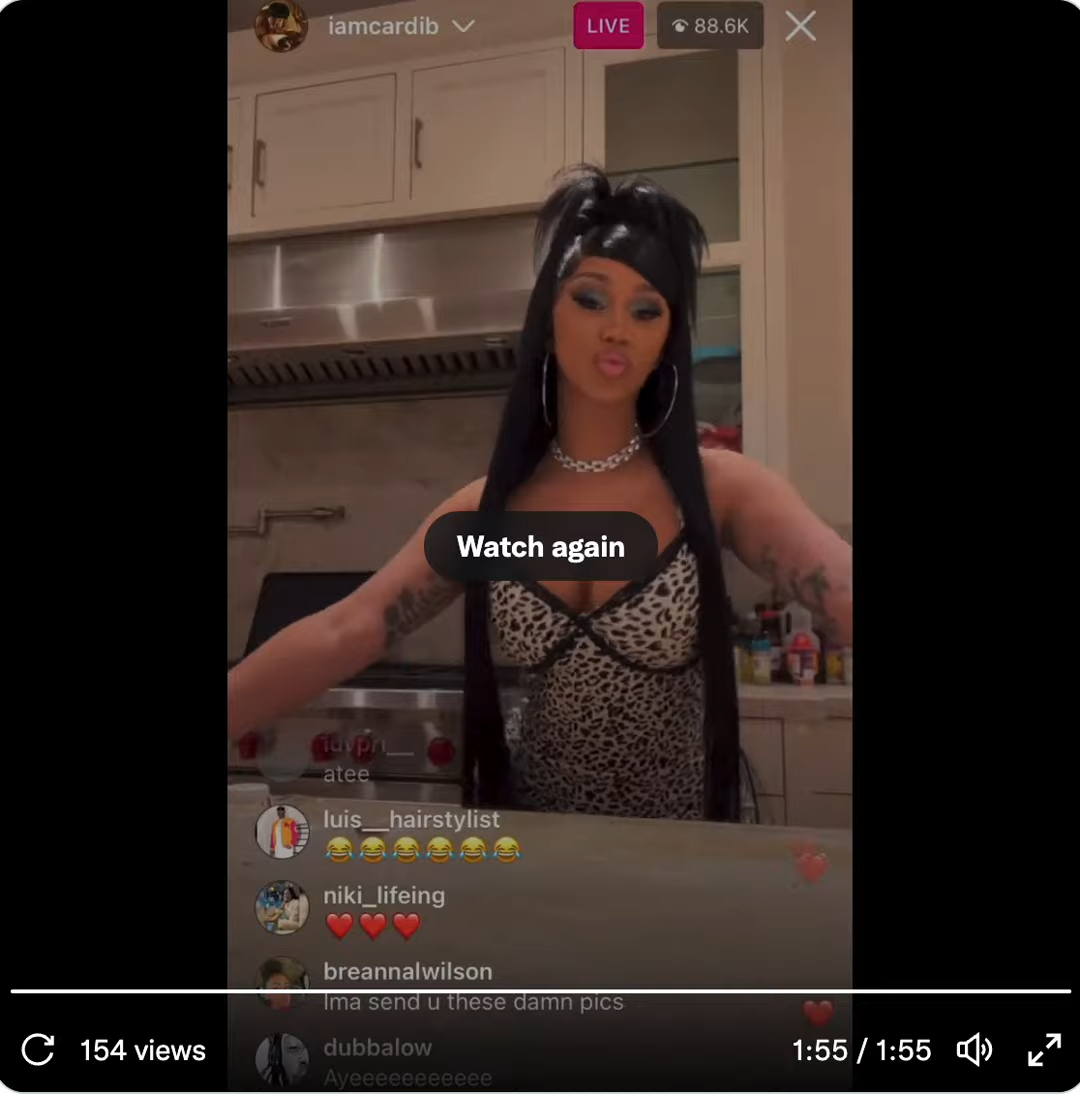 iamcardib
LIVE
88.6K
Watch again
atee
luis__hairstylist
😂😂😂😂😂😂
niki_lifeing
❤️❤️❤️
breannalwilson
Ima send u these damn pics
dubbalow
Ayeeeeeeeeeee
154 views
1:55 / 1:55